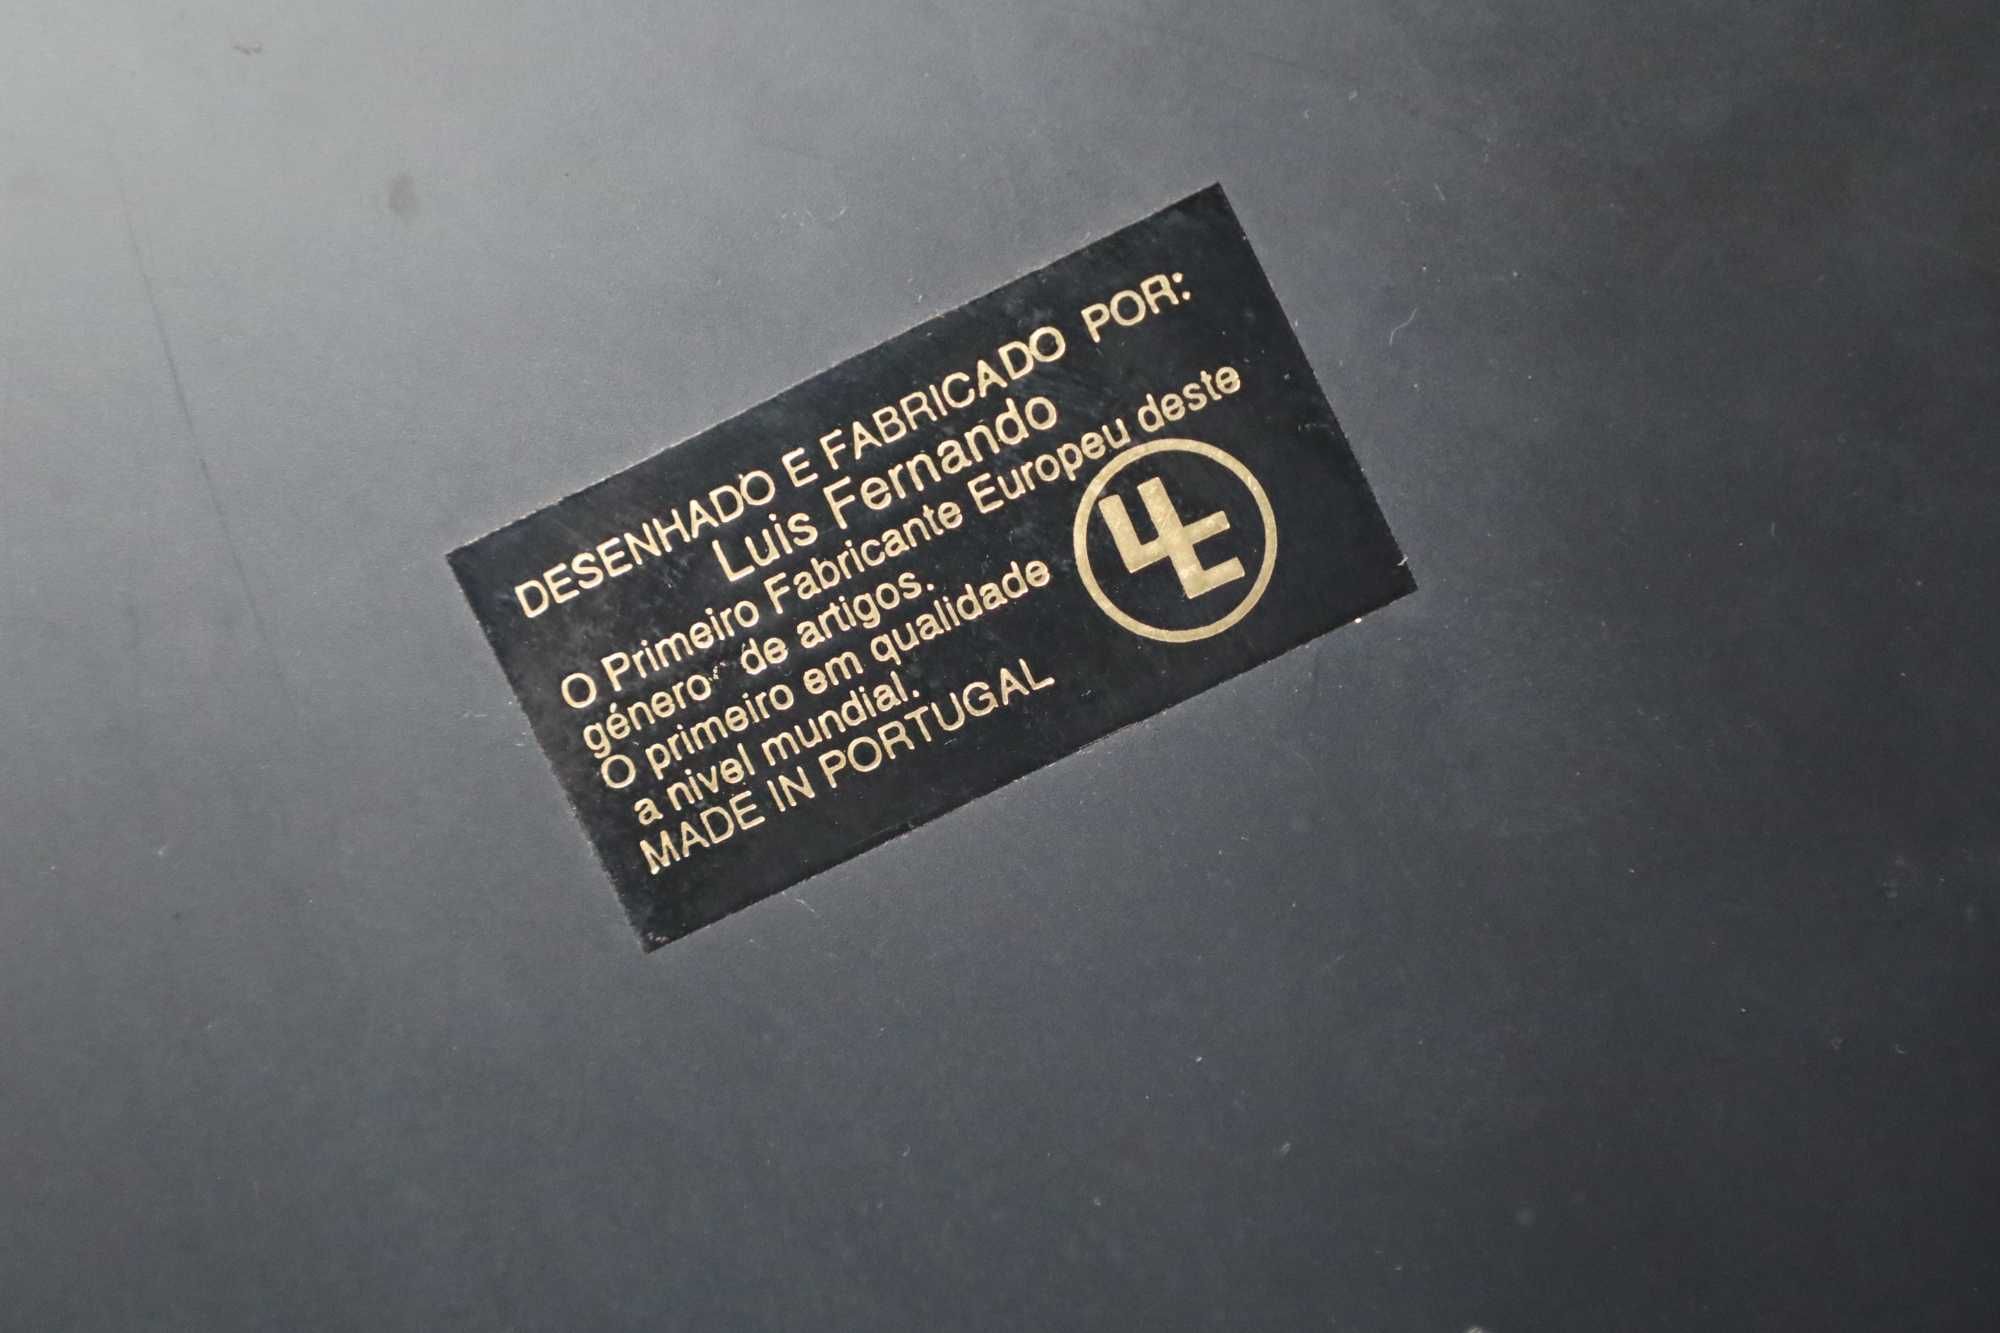 DESENHADO E FABRICADO POR:
Luis Fernando
O Primeiro Fabricante Europeu deste
género de artigos.
O primeiro em qualidade
a nivel mundial.
MADE IN PORTUGAL